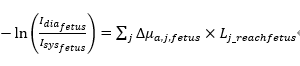 −ln(I_dia_fetus / I_sys_fetus) = ∑_j Δμ_a,j,fetus × L_j_reachfetus↵